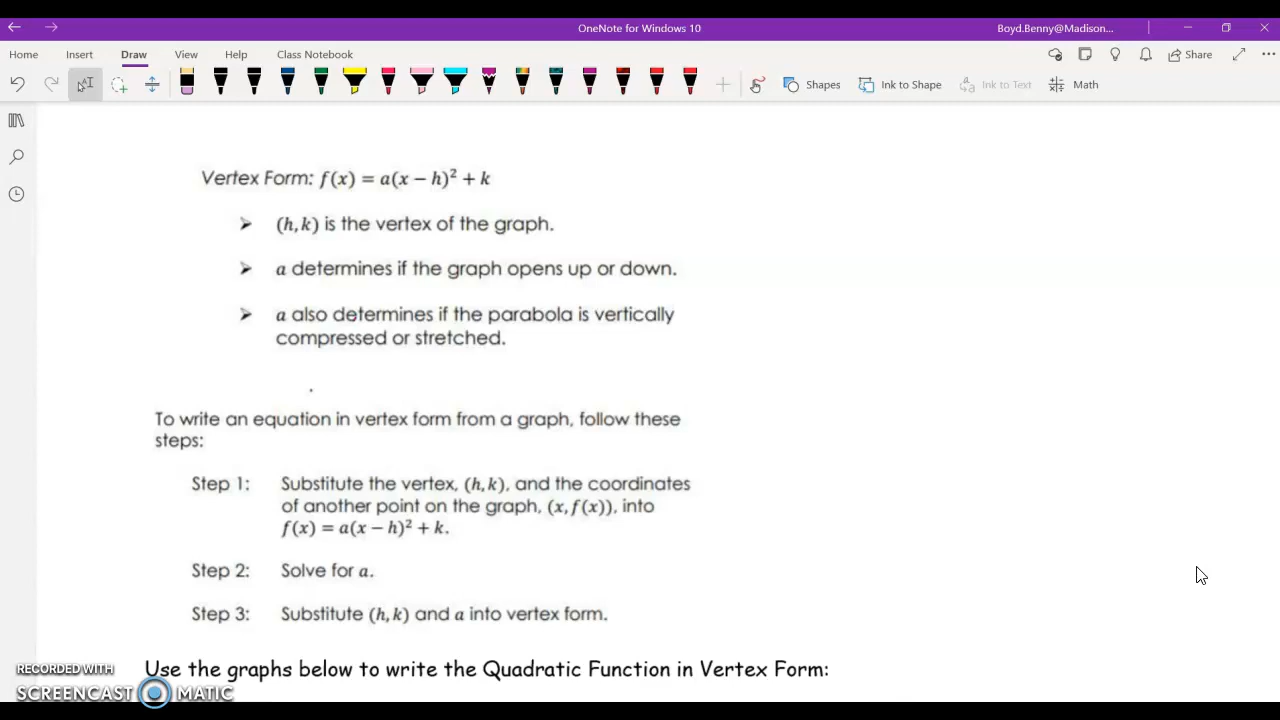 OneNote for Windows 10
Boyd.Benny@Madison...
Home Insert Draw View Help Class Notebook
Share
Shapes Ink to Shape Ink to Text Math
Vertex Form: f(x) = a(x − h)² + k
➤ (h, k) is the vertex of the graph.
➤ a determines if the graph opens up or down.
➤ a also determines if the parabola is vertically
compressed or stretched.
To write an equation in vertex form from a graph, follow these
steps:
Step 1: Substitute the vertex, (h, k), and the coordinates
of another point on the graph, (x, f(x)), into
f(x) = a(x − h)² + k.
Step 2: Solve for a.
Step 3: Substitute (h, k) and a into vertex form.
Use the graphs below to write the Quadratic Function in Vertex Form:
RECORDED WITH
SCREENCAST MATIC